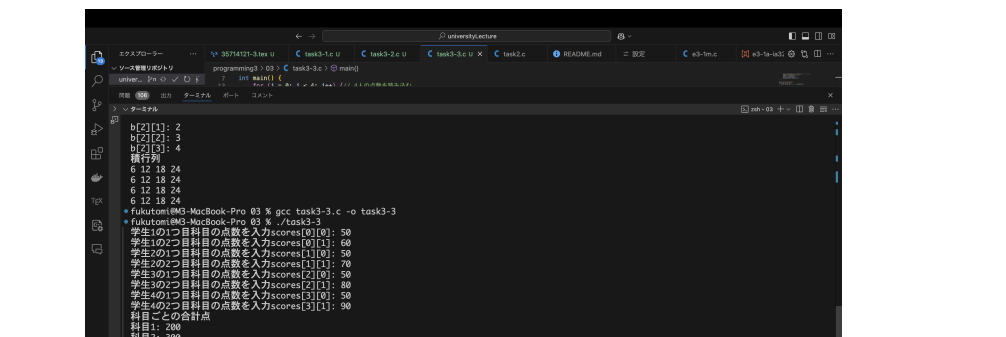 universityLecture
エクスプローラー
35714121-3.tex U
task3-1.c U
task3-2.c U
task3-3.c U
task2.c
README.md
設定
e3-1m.c
ソース管理リポジトリ
programming3 > 03 > C task3-3.c > main()
univer...
7 int main() {
問題 108 出力 ターミナル ポート コメント
ターミナル
zsh - 03
b[2][1]: 2
b[2][2]: 3
b[2][3]: 4
積行列
6 12 18 24
6 12 18 24
6 12 18 24
6 12 18 24
fukutomi@M3-MacBook-Pro 03 % gcc task3-3.c -o task3-3
fukutomi@M3-MacBook-Pro 03 % ./task3-3
学生1の1つ目科目の点数を入力scores[0][0]: 50
学生1の2つ目科目の点数を入力scores[0][1]: 60
学生2の1つ目科目の点数を入力scores[1][0]: 50
学生2の2つ目科目の点数を入力scores[1][1]: 70
学生3の1つ目科目の点数を入力scores[2][0]: 50
学生3の2つ目科目の点数を入力scores[2][1]: 80
学生4の1つ目科目の点数を入力scores[3][0]: 50
学生4の2つ目科目の点数を入力scores[3][1]: 90
科目ごとの合計点
科目1: 200
科目2: 300